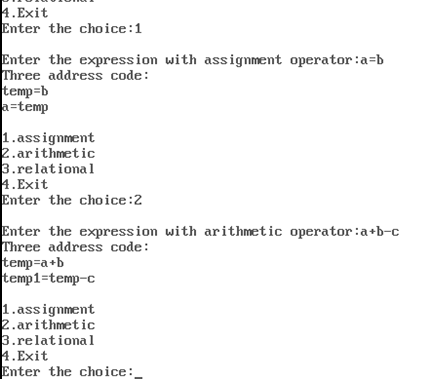 3.relational
4.Exit
Enter the choice:1
Enter the expression with assignment operator:a=b
Three address code:
temp=b
a=temp
1.assignment
2.arithmetic
3.relational
4.Exit
Enter the choice:2
Enter the expression with arithmetic operator:a+b-c
Three address code:
temp=a+b
temp1=temp-c
1.assignment
2.arithmetic
3.relational
4.Exit
Enter the choice:_